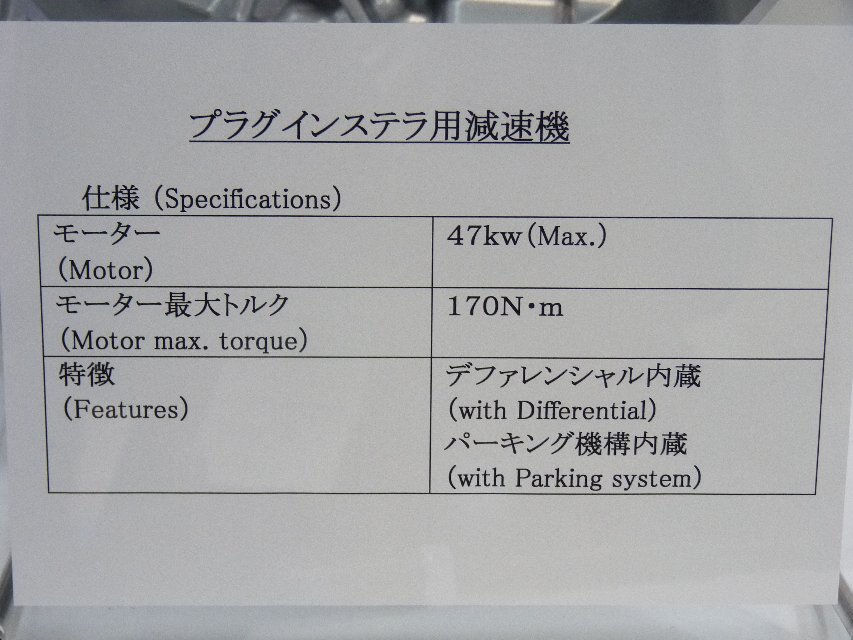 プラグインステラ用減速機
仕様 (Specifications)
モーター
(Motor)
47kw(Max.)
モーター最大トルク
(Motor max. torque)
170N・m
特徴
(Features)
デファレンシャル内蔵
(with Differential)
パーキング機構内蔵
(with Parking system)